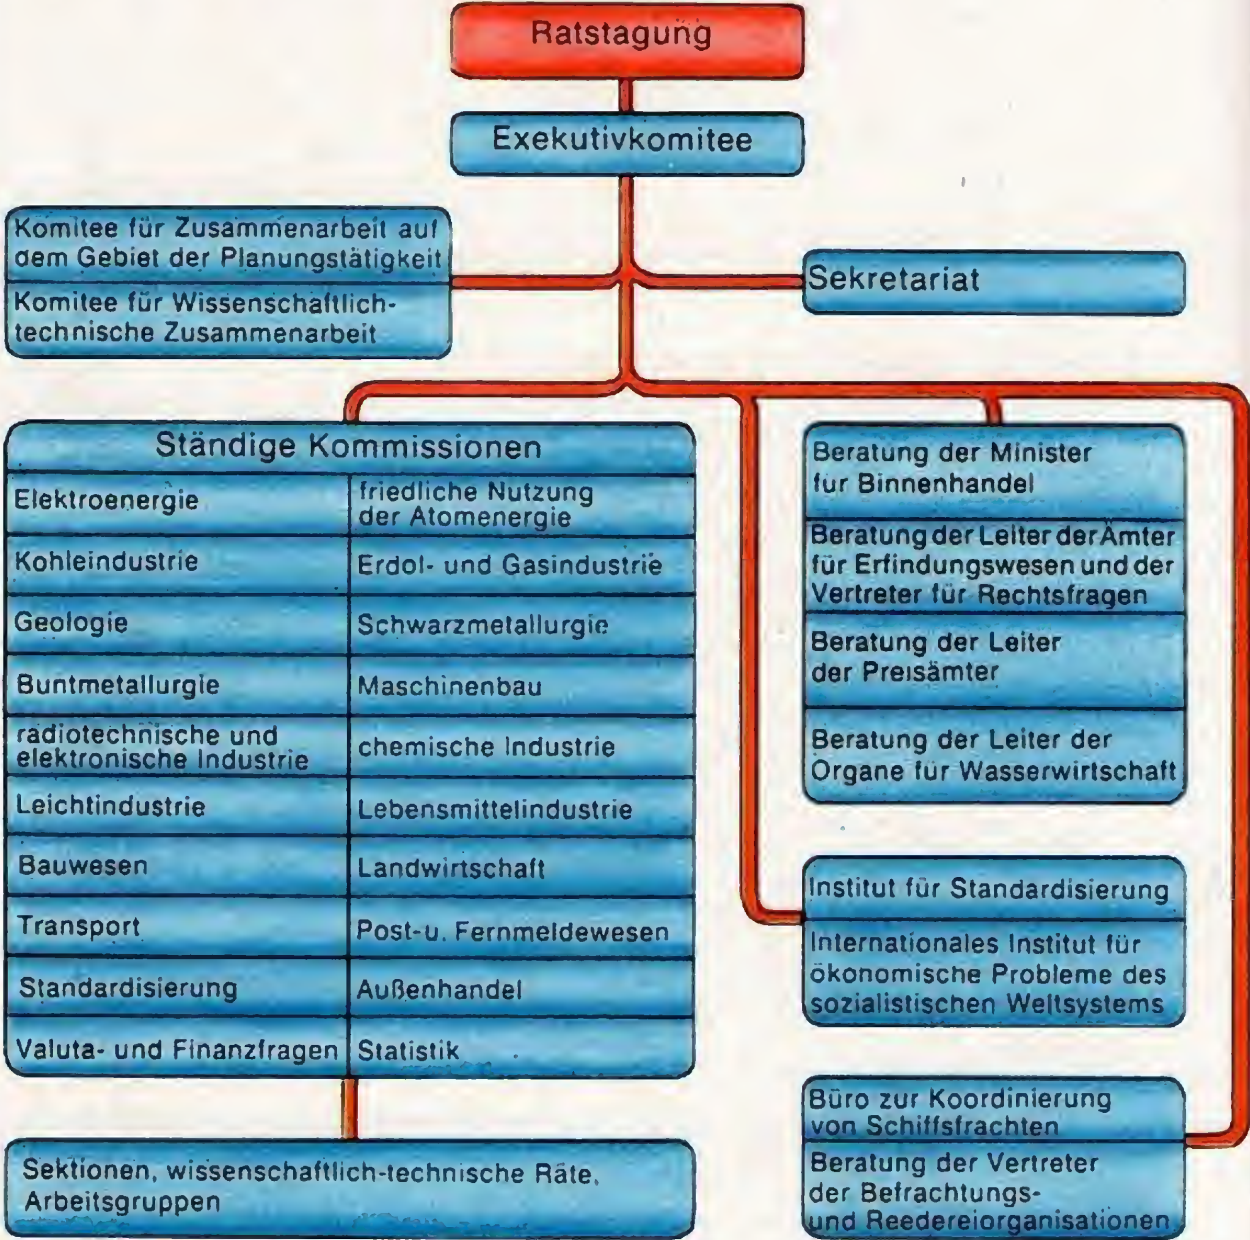 Ratstagung
Exekutivkomitee
Komitee für Zusammenarbeit auf
dem Gebiet der Planungstätigkeit
Komitee für Wissenschaftlich-
technische Zusammenarbeit
Sekretariat
Ständige Kommissionen
Elektroenergie
friedliche Nutzung
der Atomenergie
Kohleindustrie
Erdol- und Gasindustrie
Geologie
Schwarzmetallurgie
Buntmetallurgie
Maschinenbau
radiotechnische und
elektronische Industrie
chemische Industrie
Leichtindustrie
Lebensmittelindustrie
Bauwesen
Landwirtschaft
Transport
Post-u. Fernmeldewesen
Standardisierung
Außenhandel
Valuta- und Finanzfragen
Statistik
Sektionen, wissenschaftlich-technische Räte,
Arbeitsgruppen
Beratung der Minister
fur Binnenhandel
Beratung der Leiter der Ämter
für Erfindungswesen und der
Vertreter für Rechtsfragen
Beratung der Leiter
der Preisämter
Beratung der Leiter der
Organe für Wasserwirtschaft
Institut für Standardisierung
Internationales Institut für
ökonomische Probleme des
sozialistischen Weltsystems
Büro zur Koordinierung
von Schiffsfrachten
Beratung der Vertreter
der Befrachtungs-
und Reedereiorganisationen